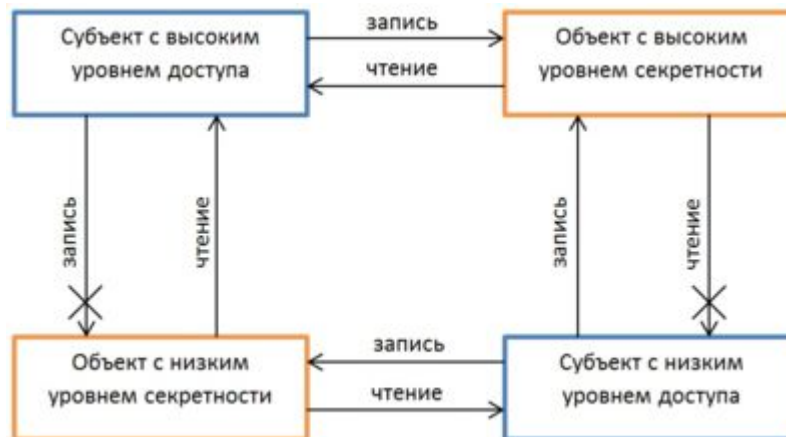 Субъект с высоким
уровнем доступа
запись
чтение
Объект с высоким
уровнем секретности
запись
чтение
запись
чтение
Объект с низким
уровнем секретности
запись
чтение
Субъект с низким
уровнем доступа